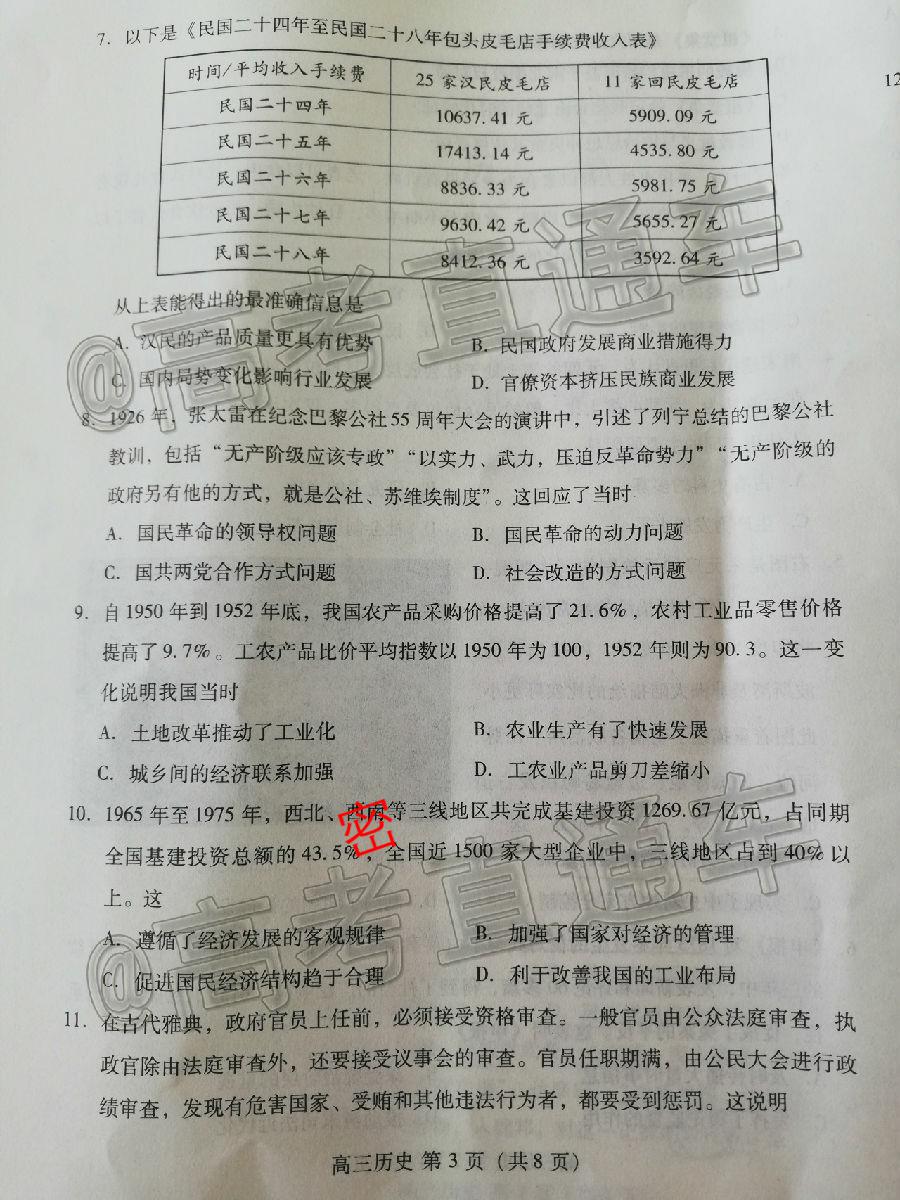 7. 以下是《民国二十四年至民国二十八年包头皮毛店手续费收入表》
时间/平均收入手续费 25 家汉民皮毛店 11 家回民皮毛店
民国二十四年 10637.41 元 5909.09 元
民国二十五年 17413.14 元 4535.80 元
民国二十六年 8836.33 元 5981.75 元
民国二十七年 9630.42 元 5655.27 元
民国二十八年 8412.36 元 3592.64 元
从上表能得出的最准确信息是
A. 汉民的产品质量更具有优势 B. 民国政府发展商业措施得力
C. 国内局势变化影响行业发展 D. 官僚资本挤压民族商业发展
8. 1926 年，张太雷在纪念巴黎公社 55 周年大会的演讲中，引述了列宁总结的巴黎公社
教训，包括“无产阶级应该专政”“以实力、武力，压迫反革命势力”“无产阶级的
政府另有他的方式，就是公社、苏维埃制度”。这回应了当时
A. 国民革命的领导权问题 B. 国民革命的动力问题
C. 国共两党合作方式问题 D. 社会改造的方式问题
9. 自 1950 年到 1952 年底，我国农产品采购价格提高了 21.6%，农村工业品零售价格
提高了 9.7%。工农产品比价平均指数以 1950 年为 100，1952 年则为 90.3。这一变
化说明我国当时
A. 土地改革推动了工业化 B. 农业生产有了快速发展
C. 城乡间的经济联系加强 D. 工农业产品剪刀差缩小
10. 1965 年至 1975 年，西北、西南等三线地区共完成基建投资 1269.67 亿元，占同期
全国基建投资总额的 43.5%，全国近 1500 家大型企业中，三线地区占到 40% 以
上。这
A. 遵循了经济发展的客观规律 B. 加强了国家对经济的管理
C. 促进国民经济结构趋于合理 D. 利于改善我国的工业布局
11. 在古代雅典，政府官员上任前，必须接受资格审查。一般官员由公众法庭审查，执
政官除由法庭审查外，还要接受议事会的审查。官员任职期满，由公民大会进行政
绩审查，发现有危害国家、受贿和其他违法行为者，都要受到惩罚。这说明
高三历史 第 3 页（共 8 页）
12
@高考直通车
密
@高考直通车